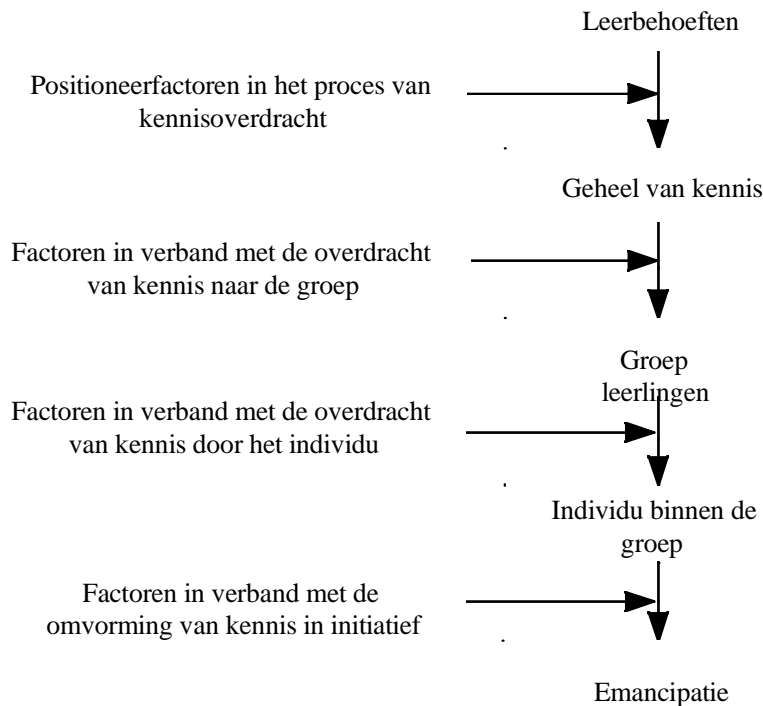 Leerbehoeften
Positioneerfactoren in het proces van
kennisoverdracht
Geheel van kennis
Factoren in verband met de overdracht
van kennis naar de groep
Groep
leerlingen
Factoren in verband met de overdracht
van kennis door het individu
Individu binnen de
groep
Factoren in verband met de
omvorming van kennis in initiatief
Emancipatie